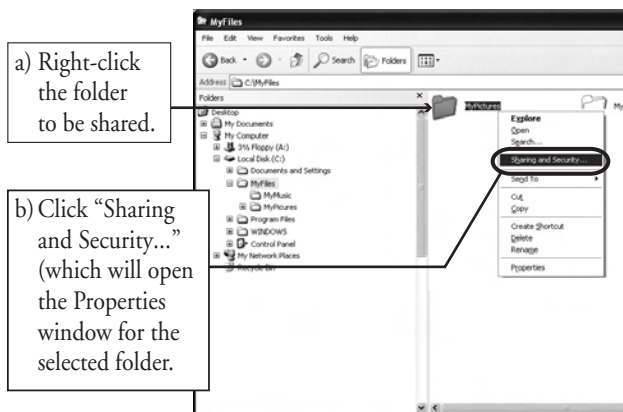 MyFiles
File Edit View Favorites Tools Help
Back Search Folders
Address C:\MyFiles
Folders
Desktop
My Documents
My Computer
3½ Floppy (A:)
Local Disk (C:)
Documents and Settings
MyFiles
MyMusic
MyPicures
Program Files
WINDOWS
Control Panel
My Network Places
Recycle Bin
MyPictures
My
Explore
Open
Search...
Sharing and Security...
Send To
Cut
Copy
Create Shortcut
Delete
Rename
Properties
a) Right-click
the folder
to be shared.
b) Click “Sharing
and Security...”
(which will open
the Properties
window for the
selected folder.